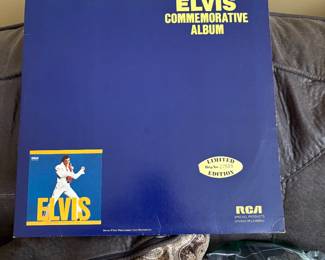 ELVIS
COMMEMORATIVE
ALBUM
LIMITED
EDITION
ELVIS
RCA
SPECIAL PRODUCTS